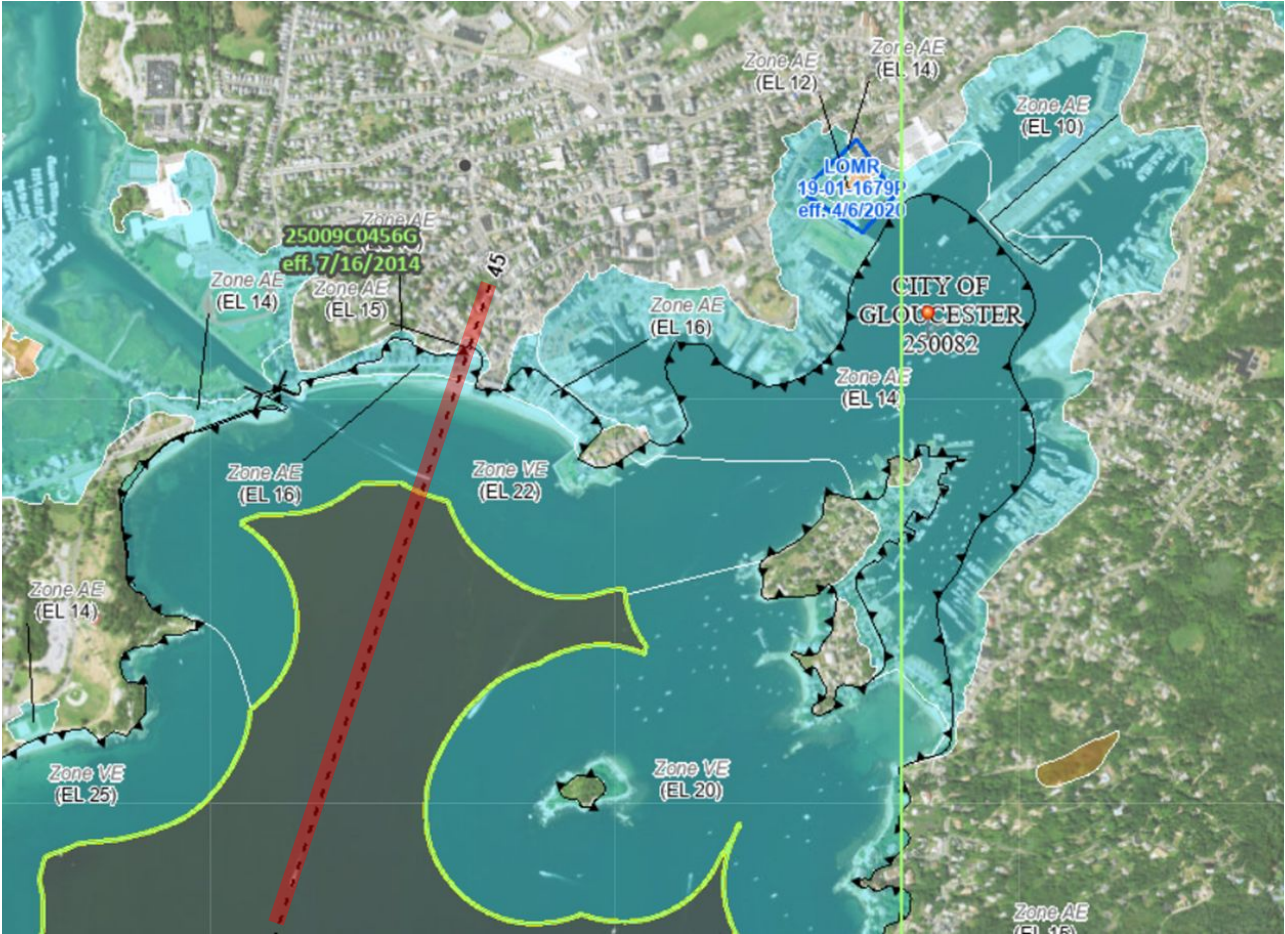 Zone AE
(EL 12)
Zone AE
(EL 14)
Zone AE
(EL 10)
LOMR
19-01-1679P
eff. 4/6/2020
Zone AE
25009C0456G
eff. 7/16/2014
45
Zone AE
(EL 14)
Zone AE
(EL 15)
Zone AE
(EL 16)
CITY OF
GLOUCESTER
250082
Zone AE
(EL 14)
Zone AE
(EL 16)
Zone VE
(EL 22)
Zone AE
(EL 14)
Zone VE
(EL 25)
Zone VE
(EL 20)
Zone AE
(EL 15)